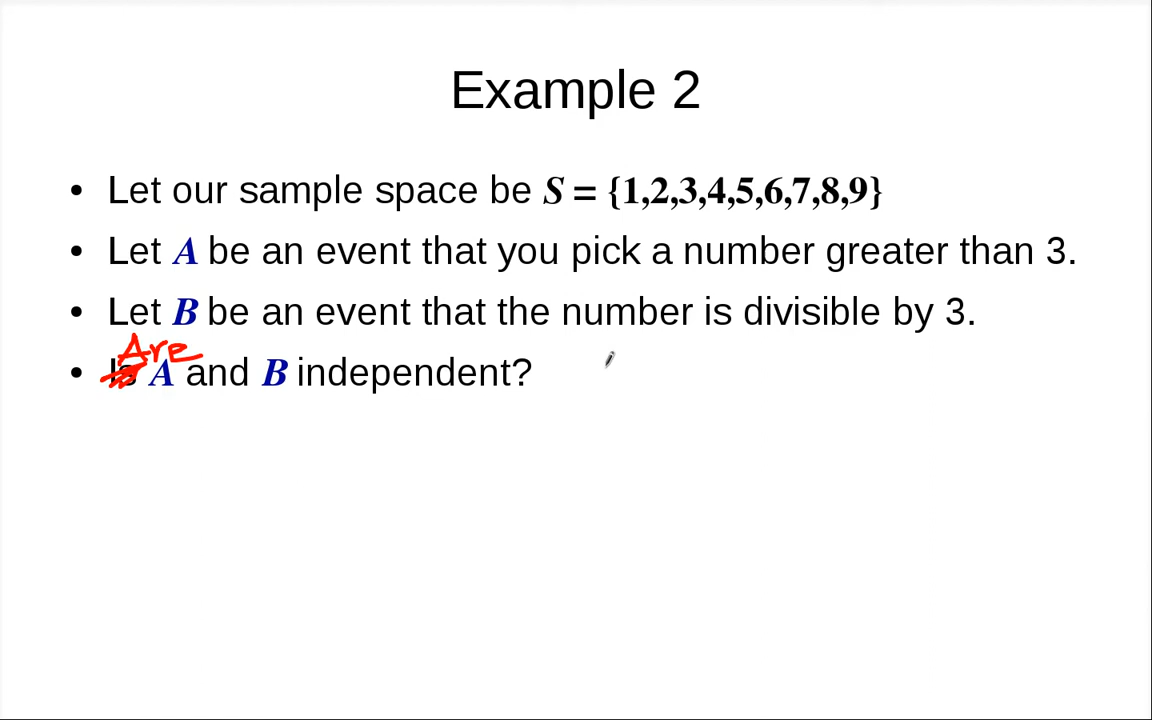 Example 2
• Let our sample space be S = {1,2,3,4,5,6,7,8,9}
• Let A be an event that you pick a number greater than 3.
• Let B be an event that the number is divisible by 3.
Are
• Is A and B independent?